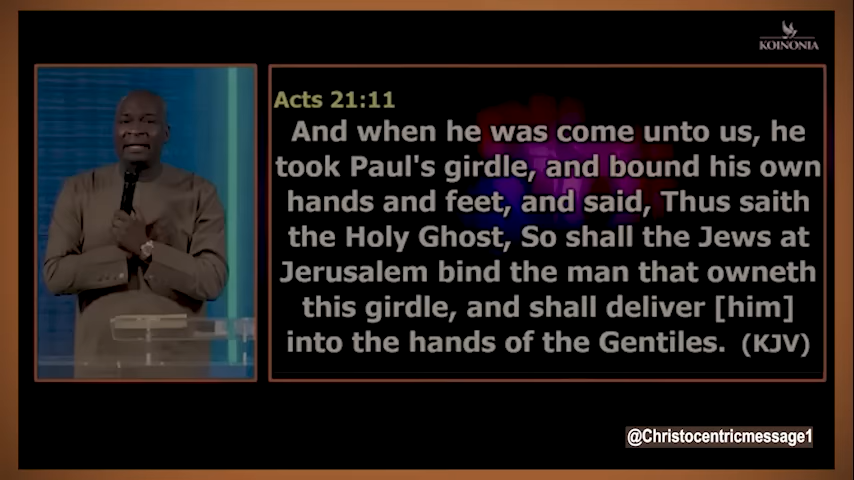 KOINONIA
Acts 21:11
And when he was come unto us, he
took Paul's girdle, and bound his own
hands and feet, and said, Thus saith
the Holy Ghost, So shall the Jews at
Jerusalem bind the man that owneth
this girdle, and shall deliver [him]
into the hands of the Gentiles. (KJV)
@Christocentricmessage1